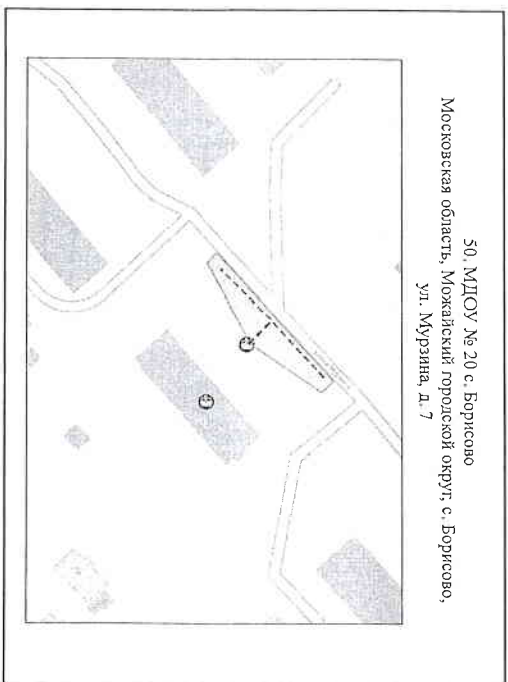 50. МДОУ № 20 с. Борисово
Московская область, Можайский городской округ, с. Борисово,
ул. Мурзина, д. 7